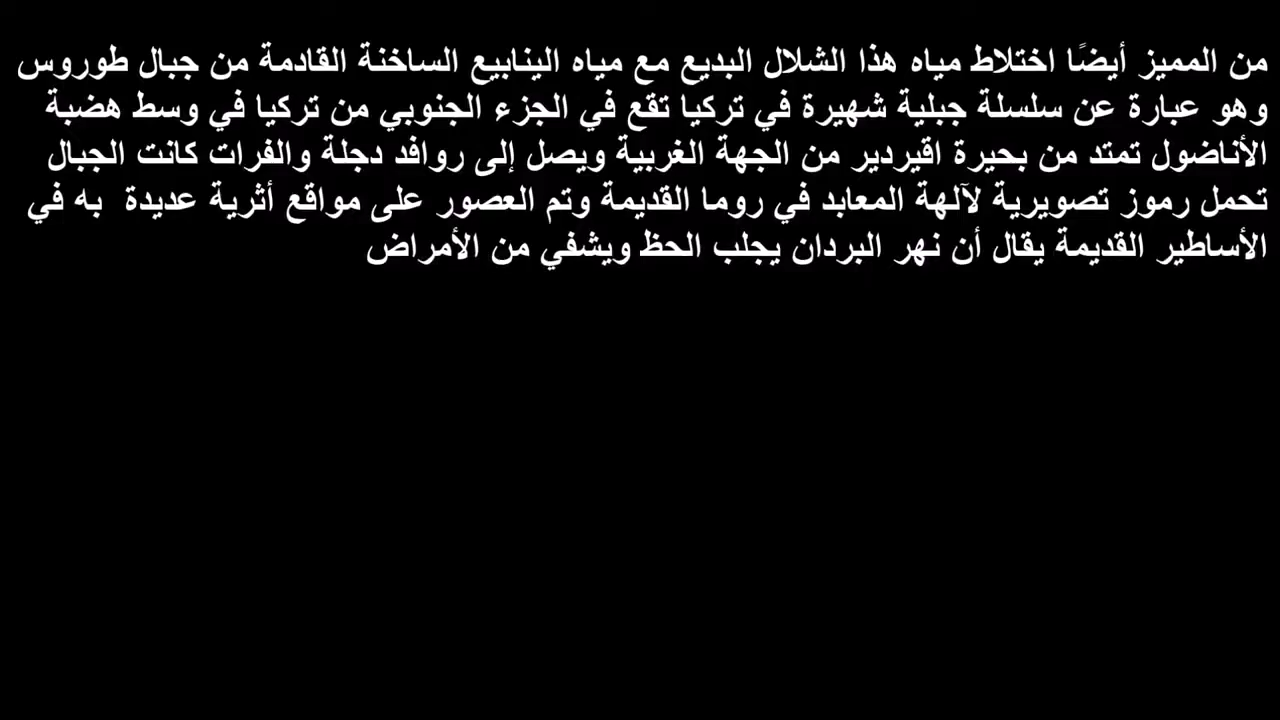 من المميز أيضًا اختلاط مياه هذا الشلال البديع مع مياه الينابيع الساخنة القادمة من جبال طوروس
وهو عبارة عن سلسلة جبلية شهيرة في تركيا تقع في الجزء الجنوبي من تركيا في وسط هضبة
الأناضول تمتد من بحيرة اقيردير من الجهة الغربية ويصل إلى روافد دجلة والفرات كانت الجبال
تحمل رموز تصويرية لآلهة المعابد في روما القديمة وتم العصور على مواقع أثرية عديدة به في
الأساطير القديمة يقال أن نهر البردان يجلب الحظ ويشفي من الأمراض